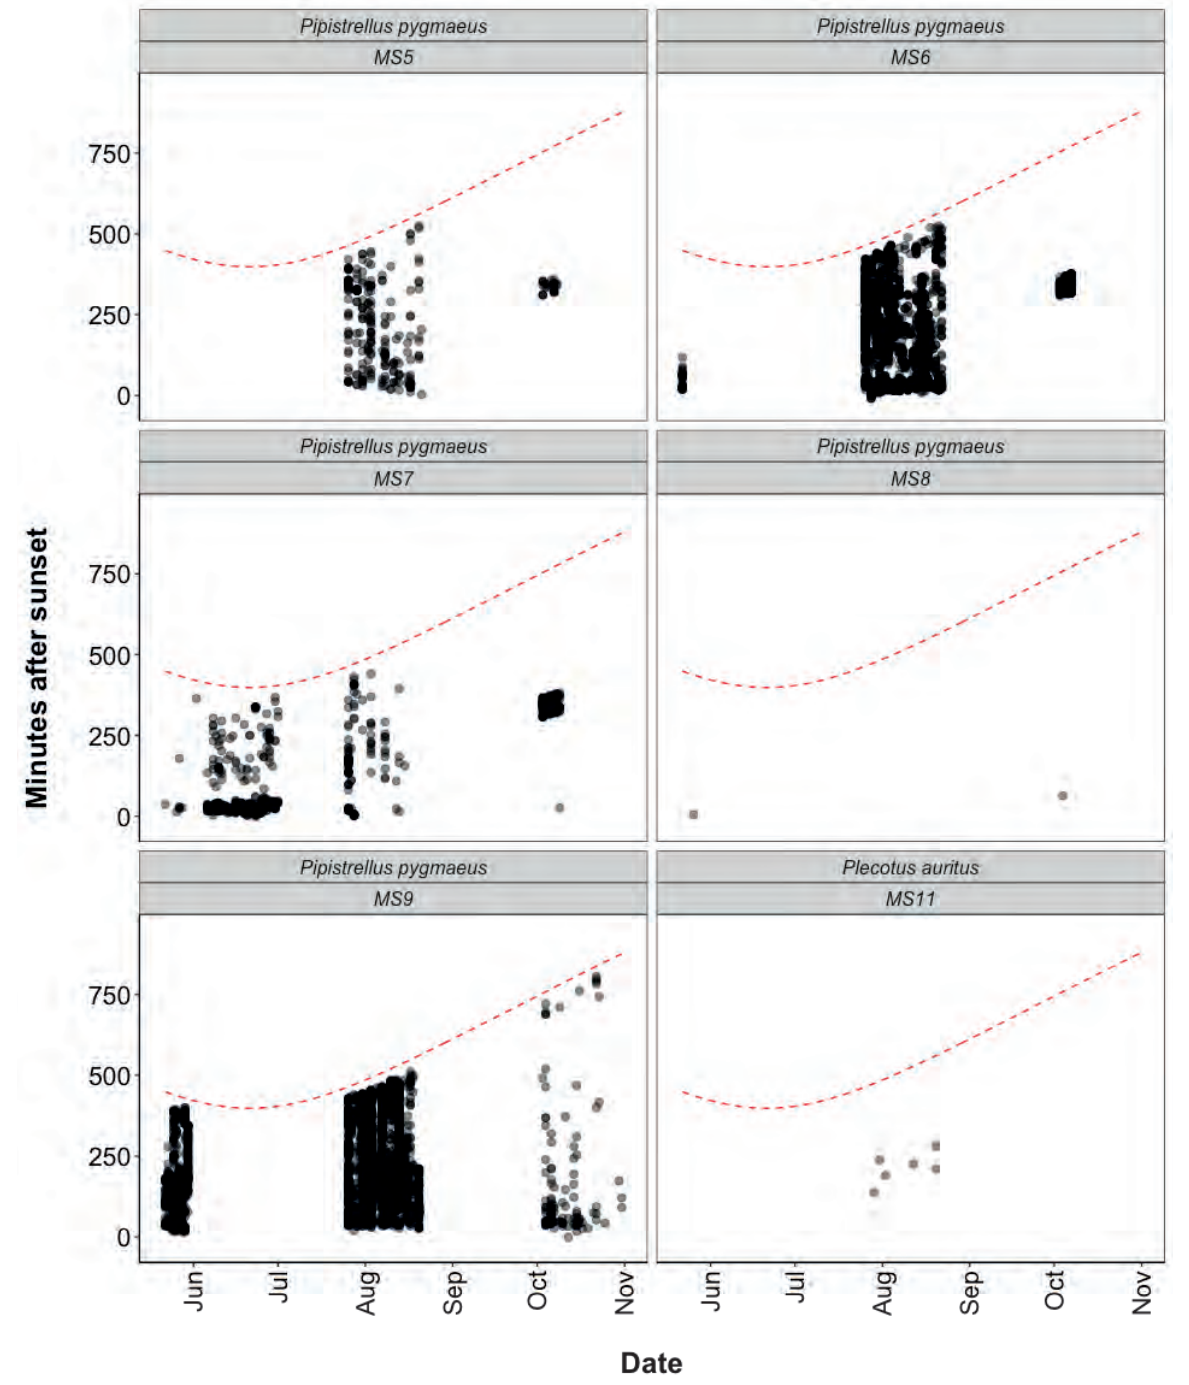 Pipistrellus pygmaeus Pipistrellus pygmaeus
MS5 MS6
750
500
250
0
Pipistrellus pygmaeus Pipistrellus pygmaeus
MS7 MS8
Minutes after sunset
750
500
250
0
Pipistrellus pygmaeus Plecotus auritus
MS9 MS11
750
500
250
0
Jun Jul Aug Sep Oct Nov Jun Jul Aug Sep Oct Nov
Date